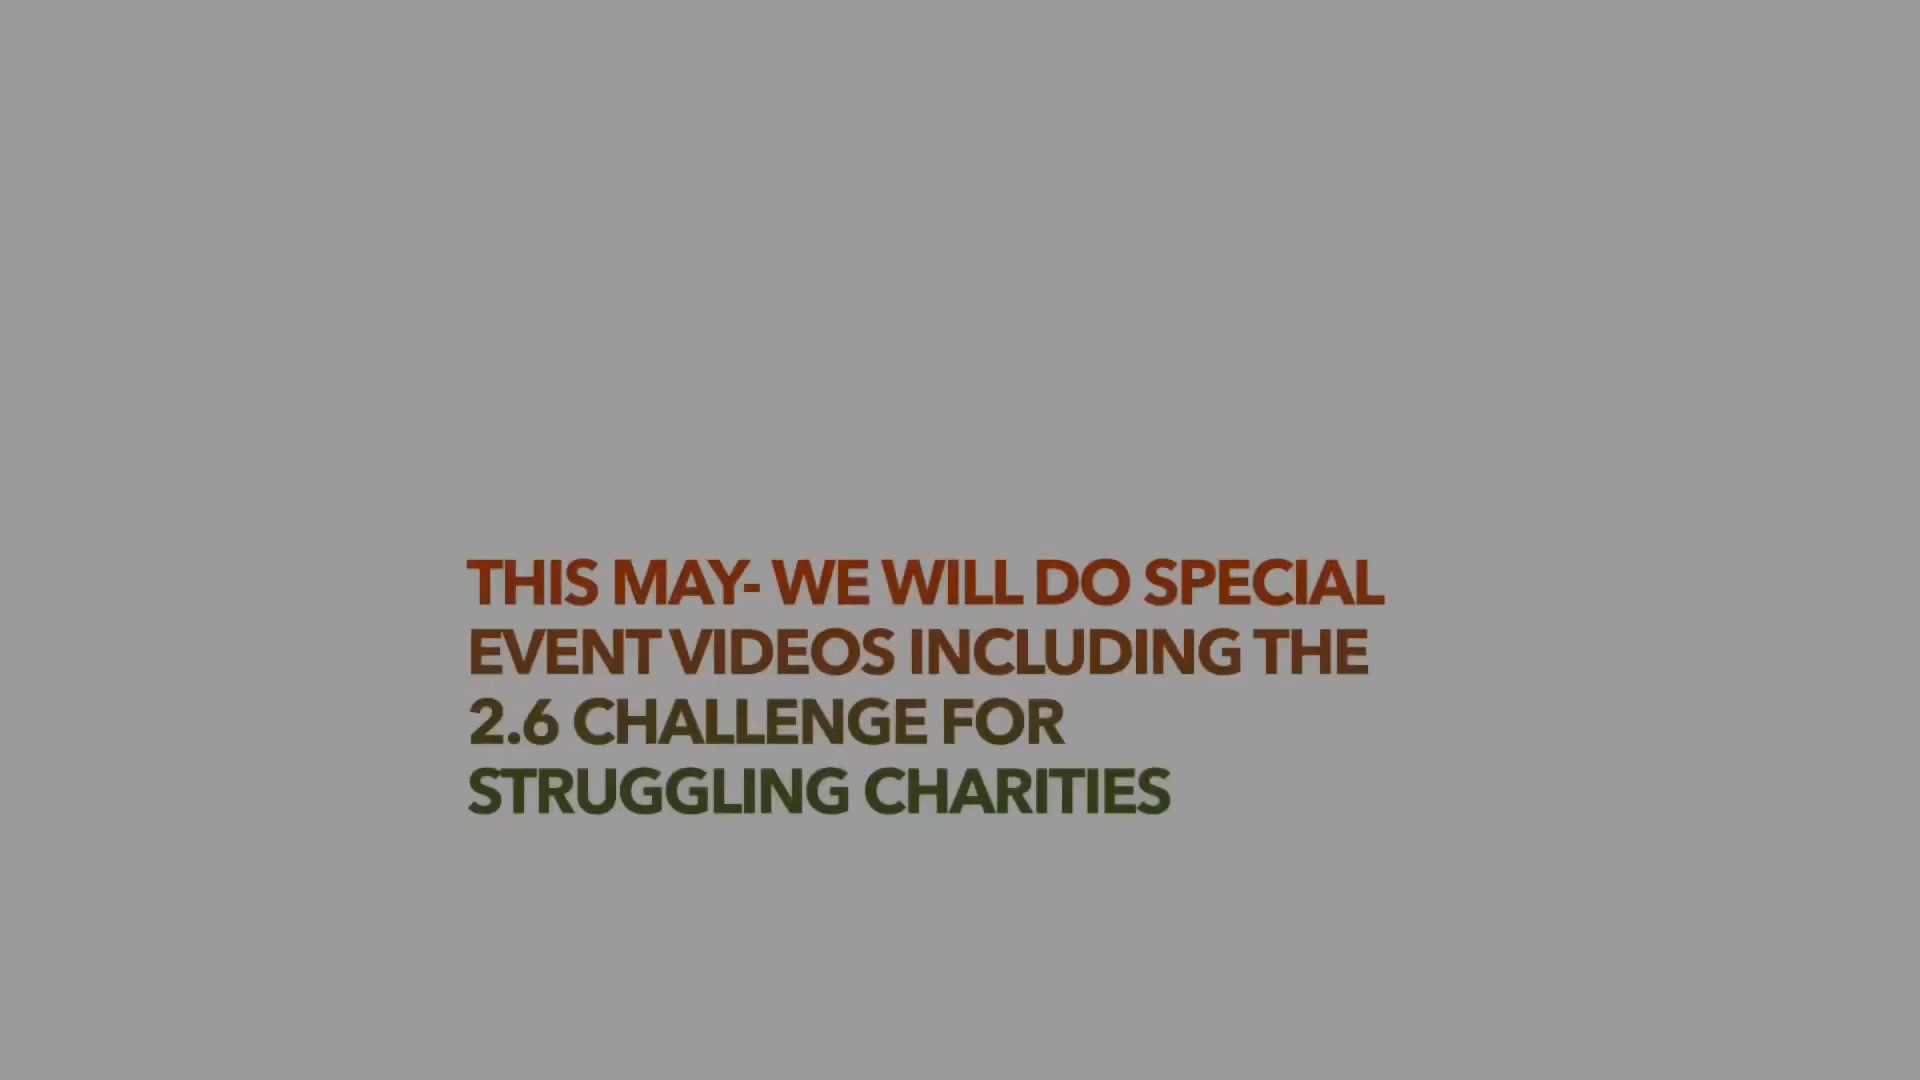 THIS MAY- WE WILL DO SPECIAL
EVENT VIDEOS INCLUDING THE
2.6 CHALLENGE FOR
STRUGGLING CHARITIES